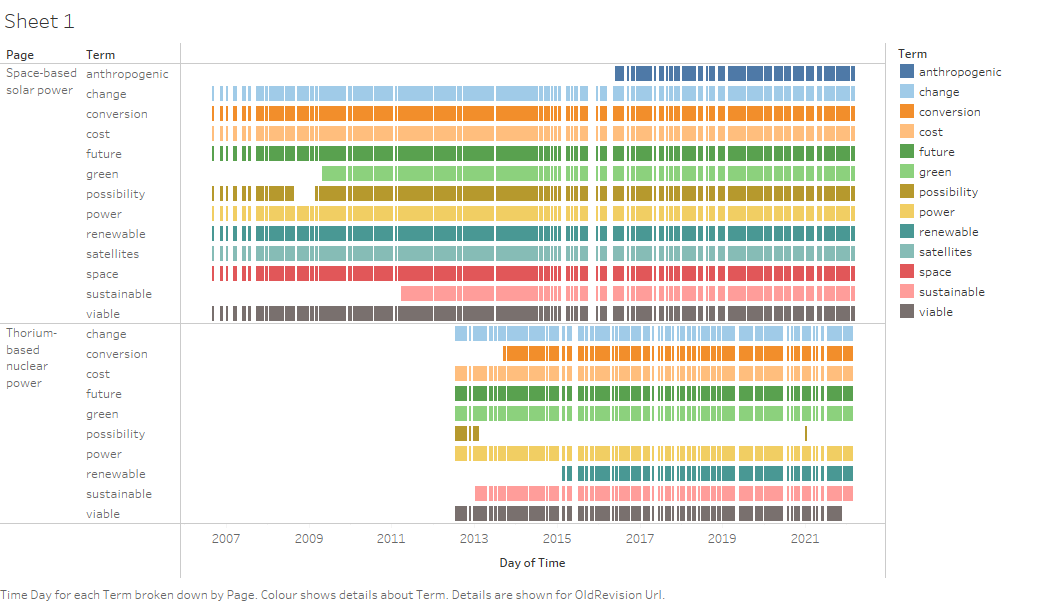 Sheet 1
Page Term
Space-based solar power
anthropogenic
change
conversion
cost
future
green
possibility
power
renewable
satellites
space
sustainable
viable
Thorium-based nuclear power
change
conversion
cost
future
green
possibility
power
renewable
sustainable
viable
2007 2009 2011 2013 2015 2017 2019 2021
Day of Time
Time Day for each Term broken down by Page. Colour shows details about Term. Details are shown for OldRevision Url.
Term
anthropogenic
change
conversion
cost
future
green
possibility
power
renewable
satellites
space
sustainable
viable